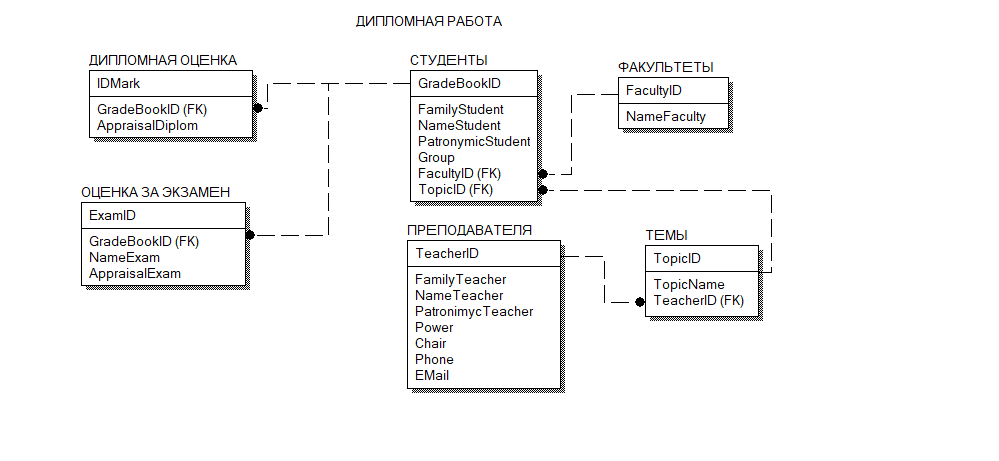 ДИПЛОМНАЯ РАБОТА
ДИПЛОМНАЯ ОЦЕНКА
IDMark
GradeBookID (FK)
AppraisalDiplom
СТУДЕНТЫ
GradeBookID
FamilyStudent
NameStudent
PatronymicStudent
Group
FacultyID (FK)
TopicID (FK)
ФАКУЛЬТЕТЫ
FacultyID
NameFaculty
ОЦЕНКА ЗА ЭКЗАМЕН
ExamID
GradeBookID (FK)
NameExam
AppraisalExam
ПРЕПОДАВАТЕЛЯ
TeacherID
FamilyTeacher
NameTeacher
PatronimycTeacher
Power
Chair
Phone
EMail
ТЕМЫ
TopicID
TopicName
TeacherID (FK)